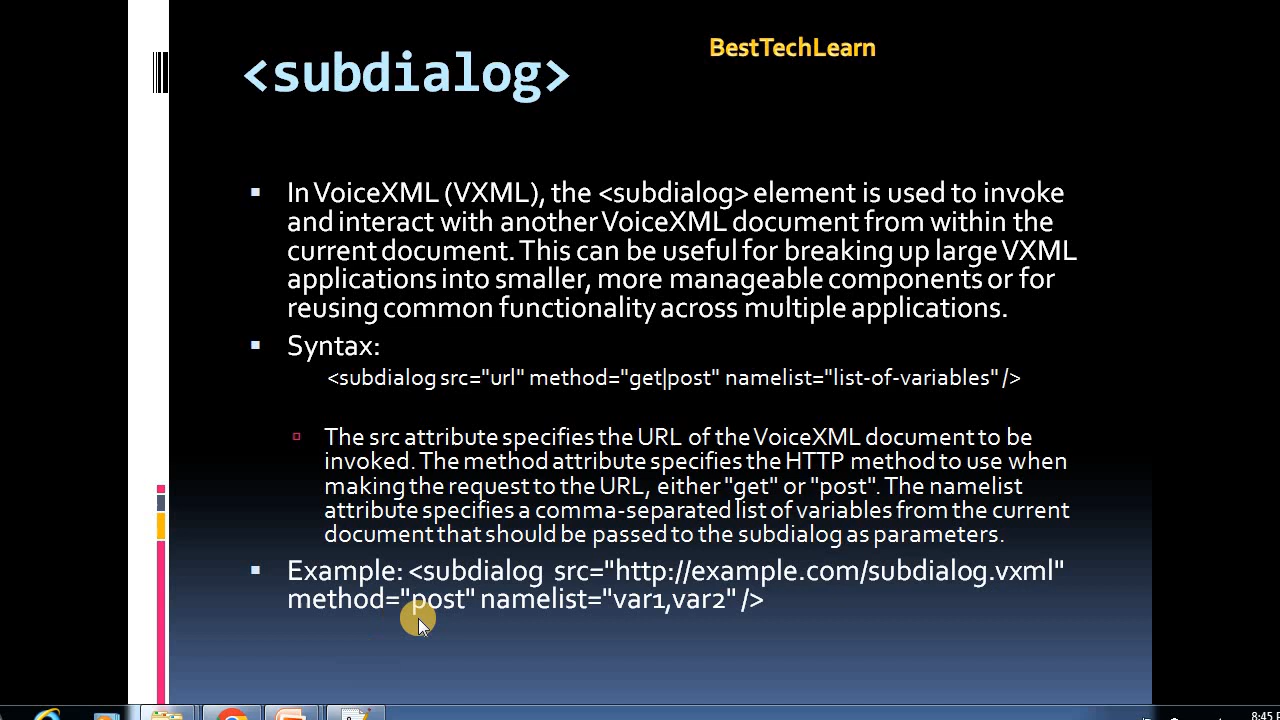 BestTechLearn
<subdialog>
In VoiceXML (VXML), the <subdialog> element is used to invoke
and interact with another VoiceXML document from within the
current document. This can be useful for breaking up large VXML
applications into smaller, more manageable components or for
reusing common functionality across multiple applications.
Syntax:
<subdialog src="url" method="get|post" namelist="list-of-variables" />
The src attribute specifies the URL of the VoiceXML document to be
invoked. The method attribute specifies the HTTP method to use when
making the request to the URL, either "get" or "post". The namelist
attribute specifies a comma-separated list of variables from the current
document that should be passed to the subdialog as parameters.
Example: <subdialog src="http://example.com/subdialog.vxml"
method="post" namelist="var1,var2" />
8:45